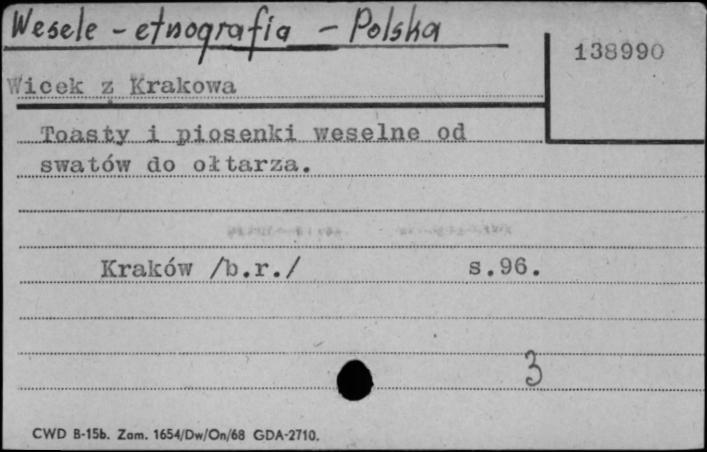 Wesele - etnografia - Polska
138990
Wicek z Krakowa
Toasty i piosenki weselne od
swatów do ołtarza.
Kraków /b.r./ s.96.
3
CWD B-15b. Zam. 1654/Dw/On/68 GDA-2710.